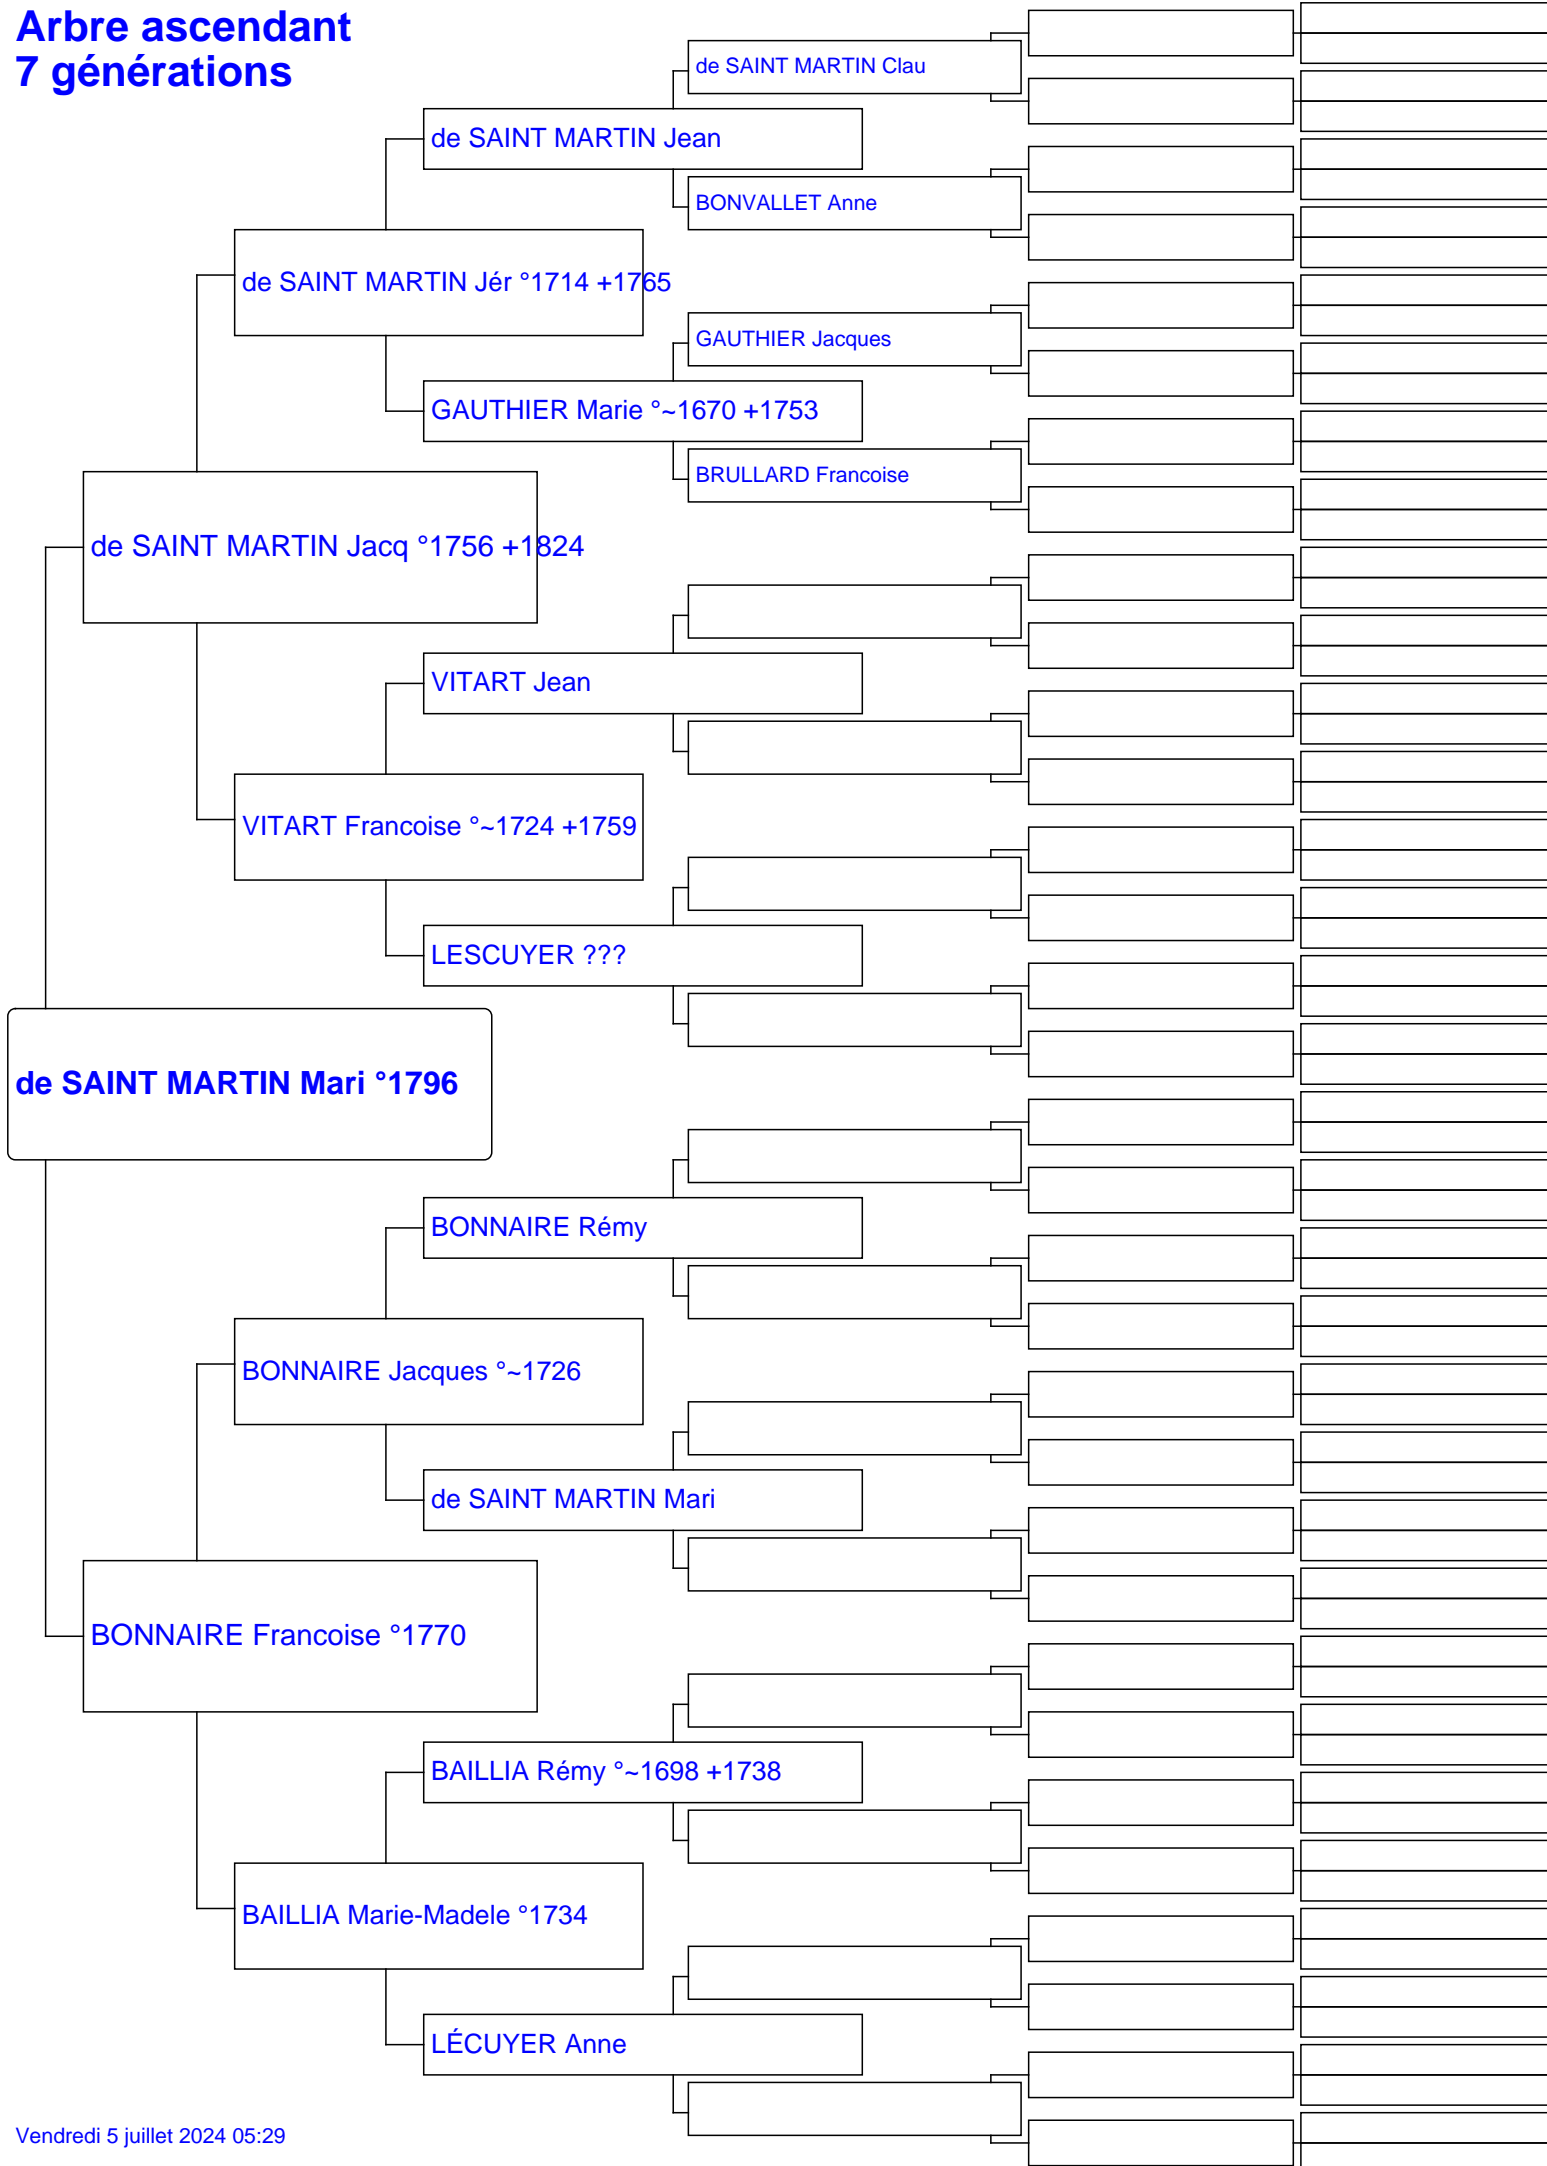 Arbre ascendant
7 générations
de SAINT MARTIN Clau
de SAINT MARTIN Jean
BONVALLET Anne
de SAINT MARTIN Jér °1714 +1765
GAUTHIER Jacques
GAUTHIER Marie °~1670 +1753
BRULLARD Francoise
de SAINT MARTIN Jacq °1756 +1824
VITART Jean
VITART Francoise °~1724 +1759
LESCUYER ???
de SAINT MARTIN Mari °1796
BONNAIRE Rémy
BONNAIRE Jacques °~1726
de SAINT MARTIN Mari
BONNAIRE Francoise °1770
BAILLIA Rémy °~1698 +1738
BAILLIA Marie-Madele °1734
LÉCUYER Anne
Vendredi 5 juillet 2024 05:29